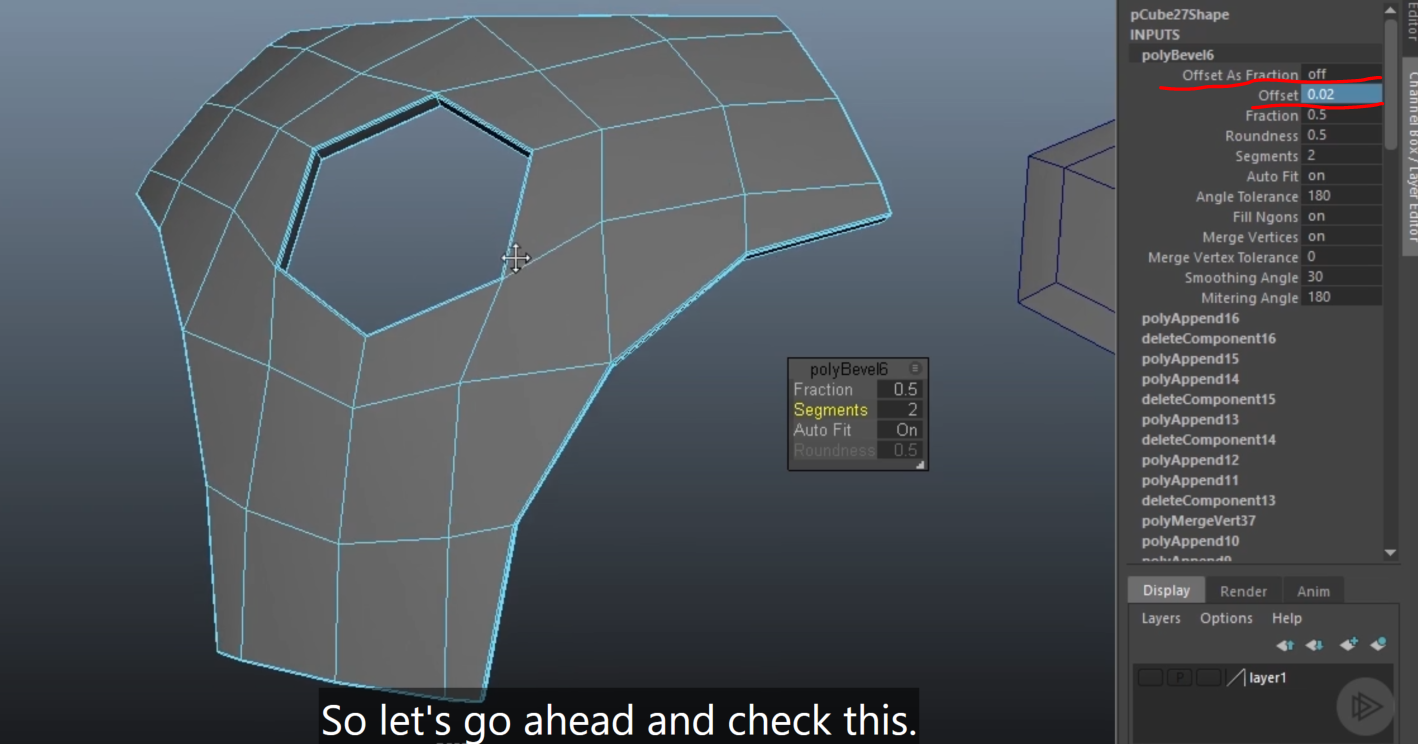 pCube27Shape
INPUTS
polyBevel6
Offset As Fraction off
Offset 0.02
Fraction 0.5
Roundness 0.5
Segments 2
Auto Fit on
Angle Tolerance 180
Fill Ngons on
Merge Vertices on
Merge Vertex Tolerance 0
Smoothing Angle 30
Mitering Angle 180
polyAppend16
deleteComponent16
polyAppend15
polyAppend14
deleteComponent15
polyAppend13
deleteComponent14
polyAppend12
polyAppend11
deleteComponent13
polyMergeVert37
polyAppend10
polyAppend9
Editor
Channel Box / Layer Editor
polyBevel6
Fraction 0.5
Segments 2
Auto Fit On
Roundness 0.5
Display Render Anim
Layers Options Help
P layer1
So let's go ahead and check this.